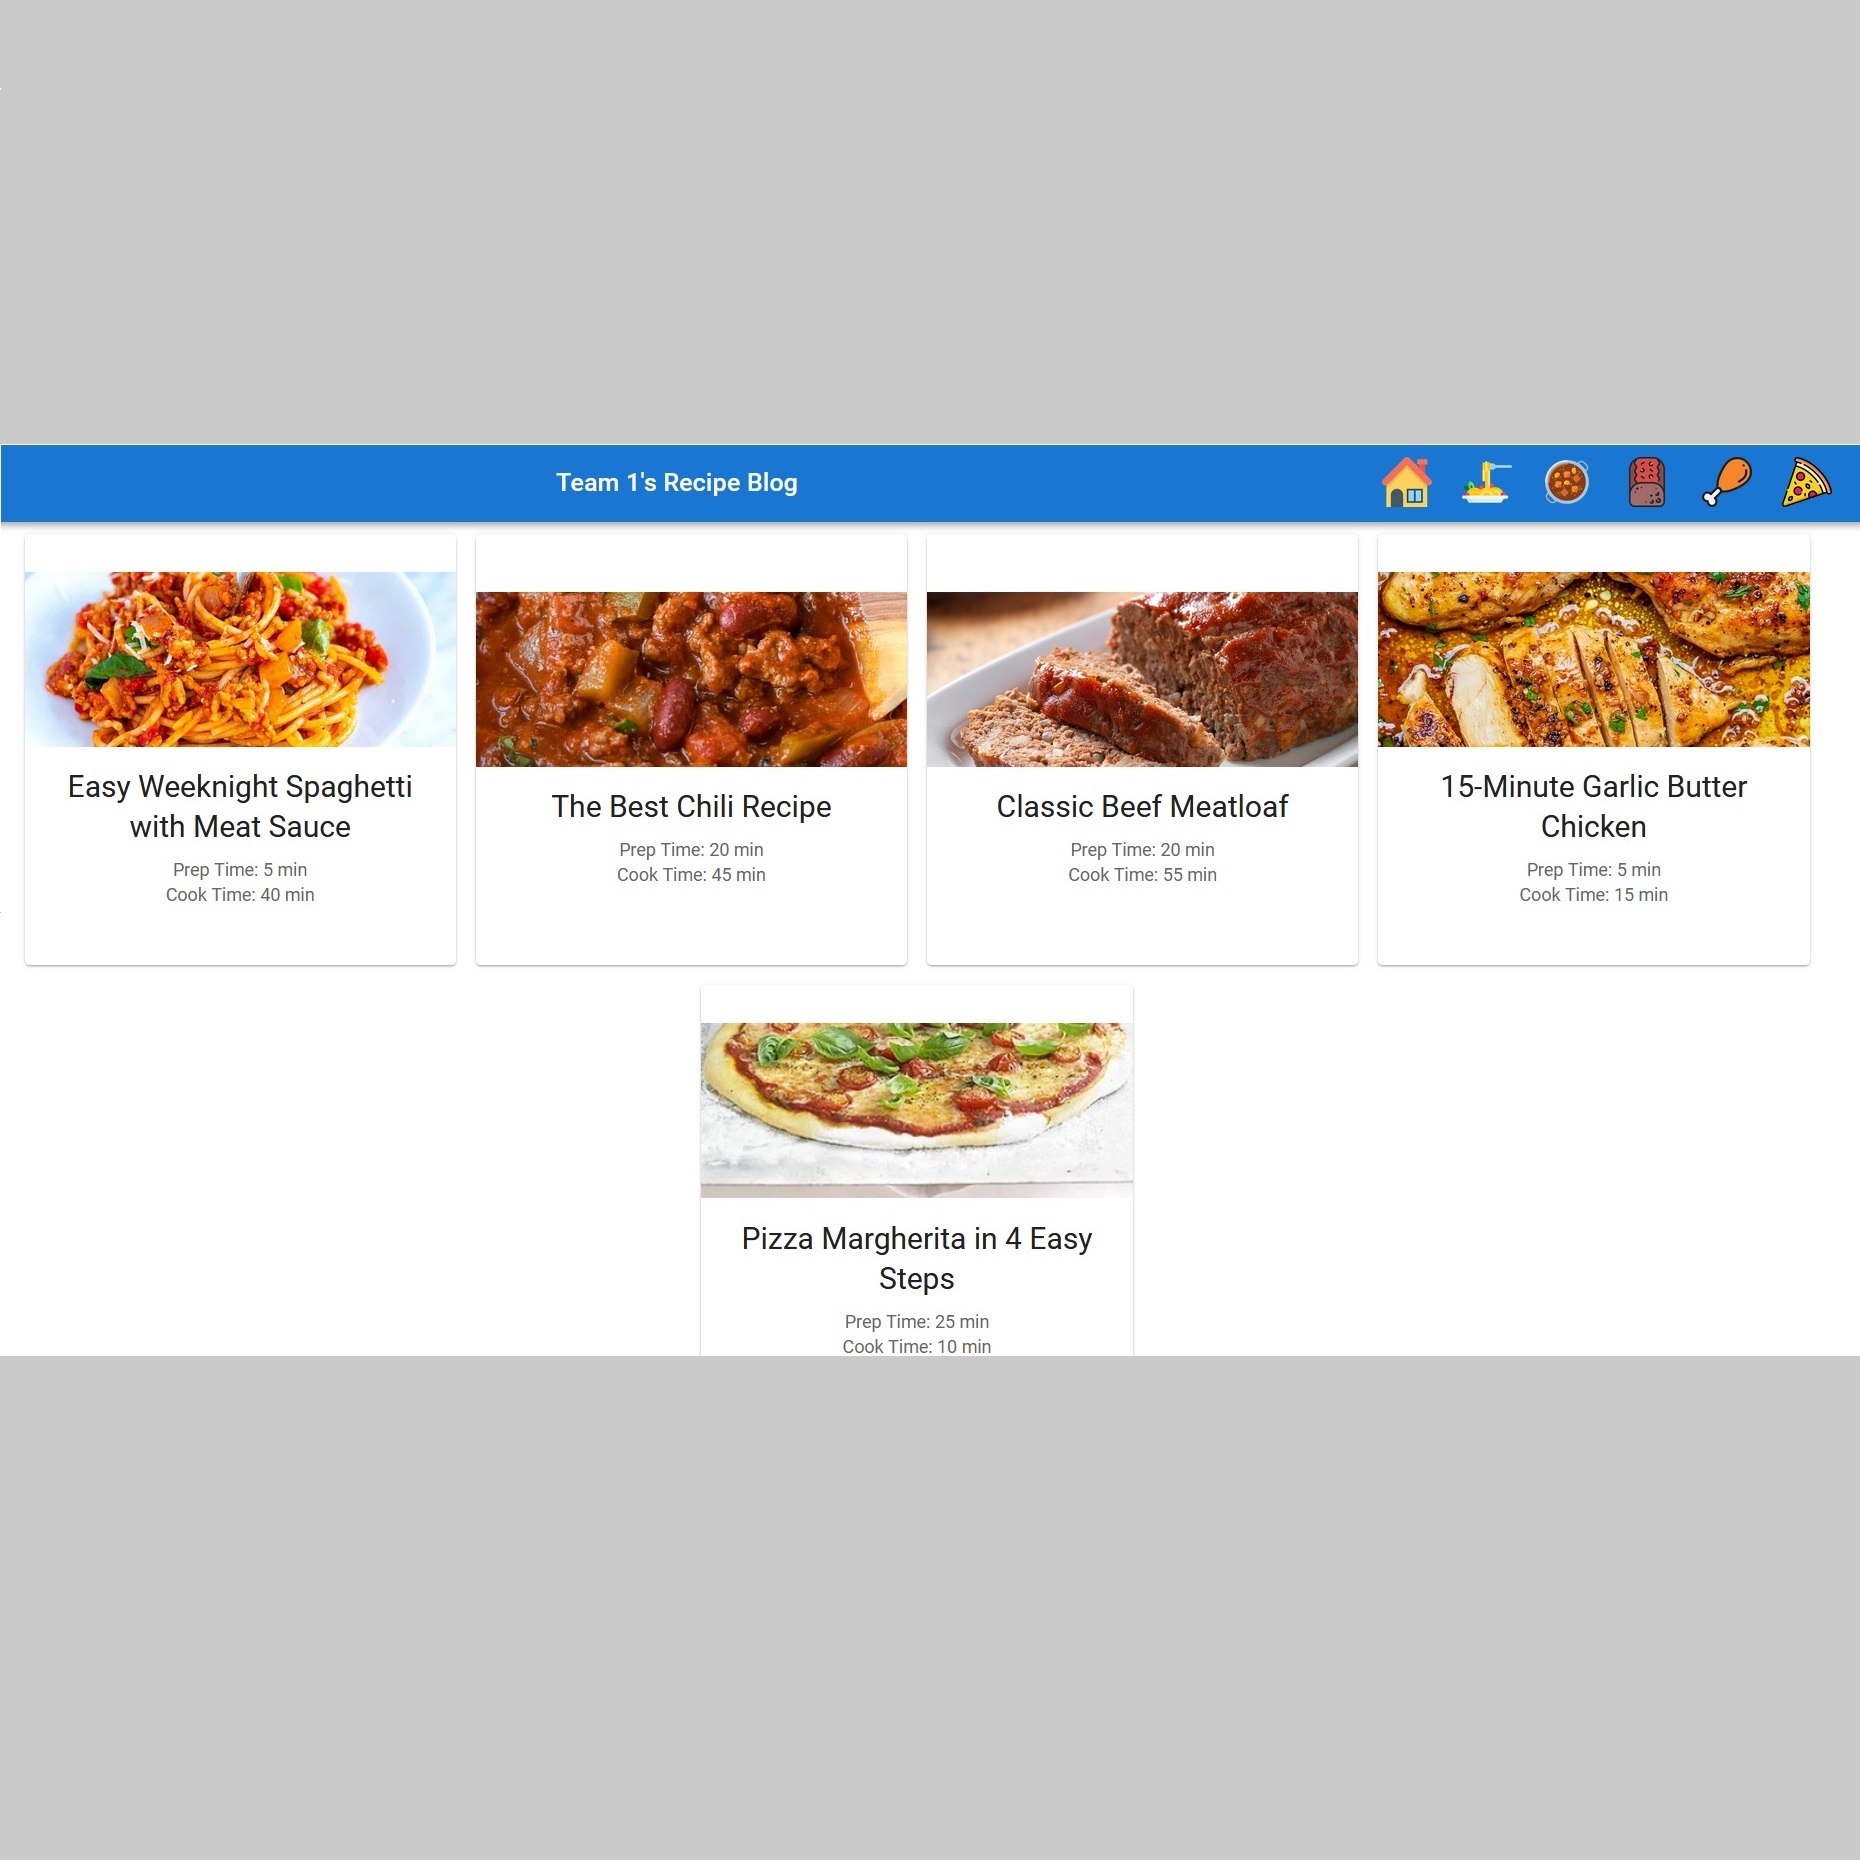 Team 1's Recipe Blog
Easy Weeknight Spaghetti
with Meat Sauce
Prep Time: 5 min
Cook Time: 40 min
The Best Chili Recipe
Prep Time: 20 min
Cook Time: 45 min
Classic Beef Meatloaf
Prep Time: 20 min
Cook Time: 55 min
15-Minute Garlic Butter
Chicken
Prep Time: 5 min
Cook Time: 15 min
Pizza Margherita in 4 Easy
Steps
Prep Time: 25 min
Cook Time: 10 min